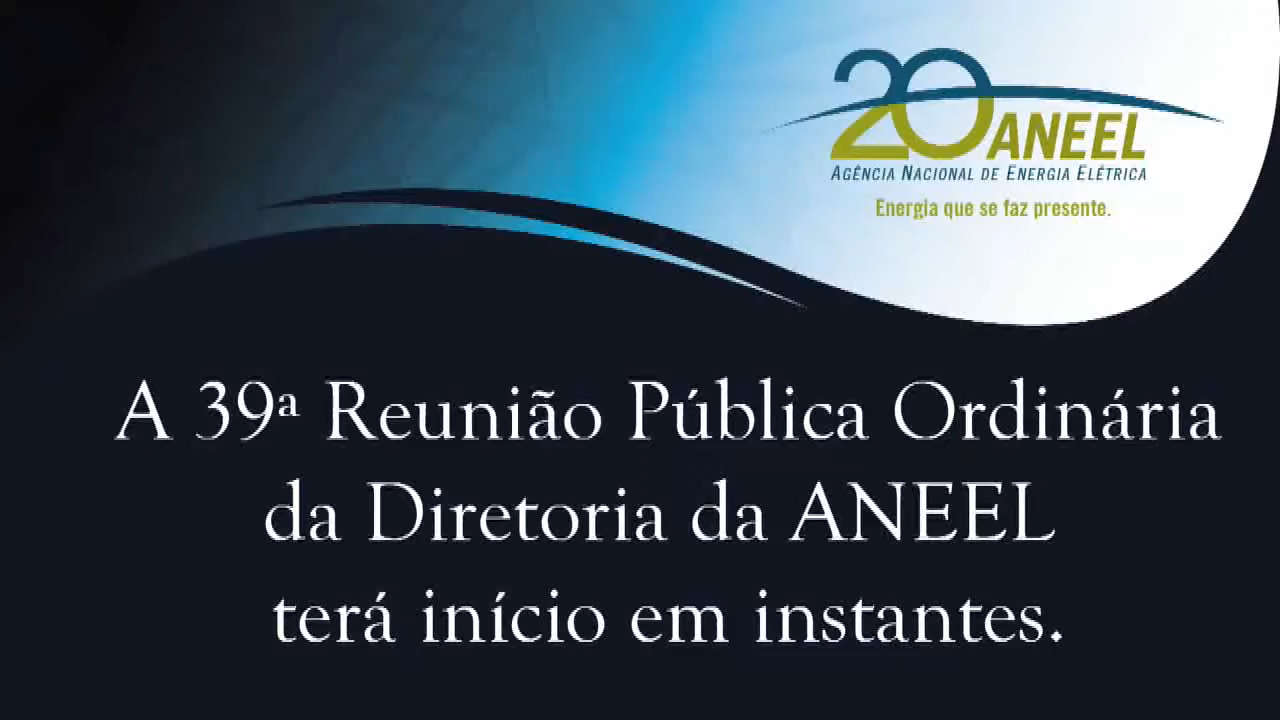 20 ANEEL
AGÊNCIA NACIONAL DE ENERGIA ELÉTRICA
Energia que se faz presente.
A 39ª Reunião Pública Ordinária
da Diretoria da ANEEL
terá início em instantes.